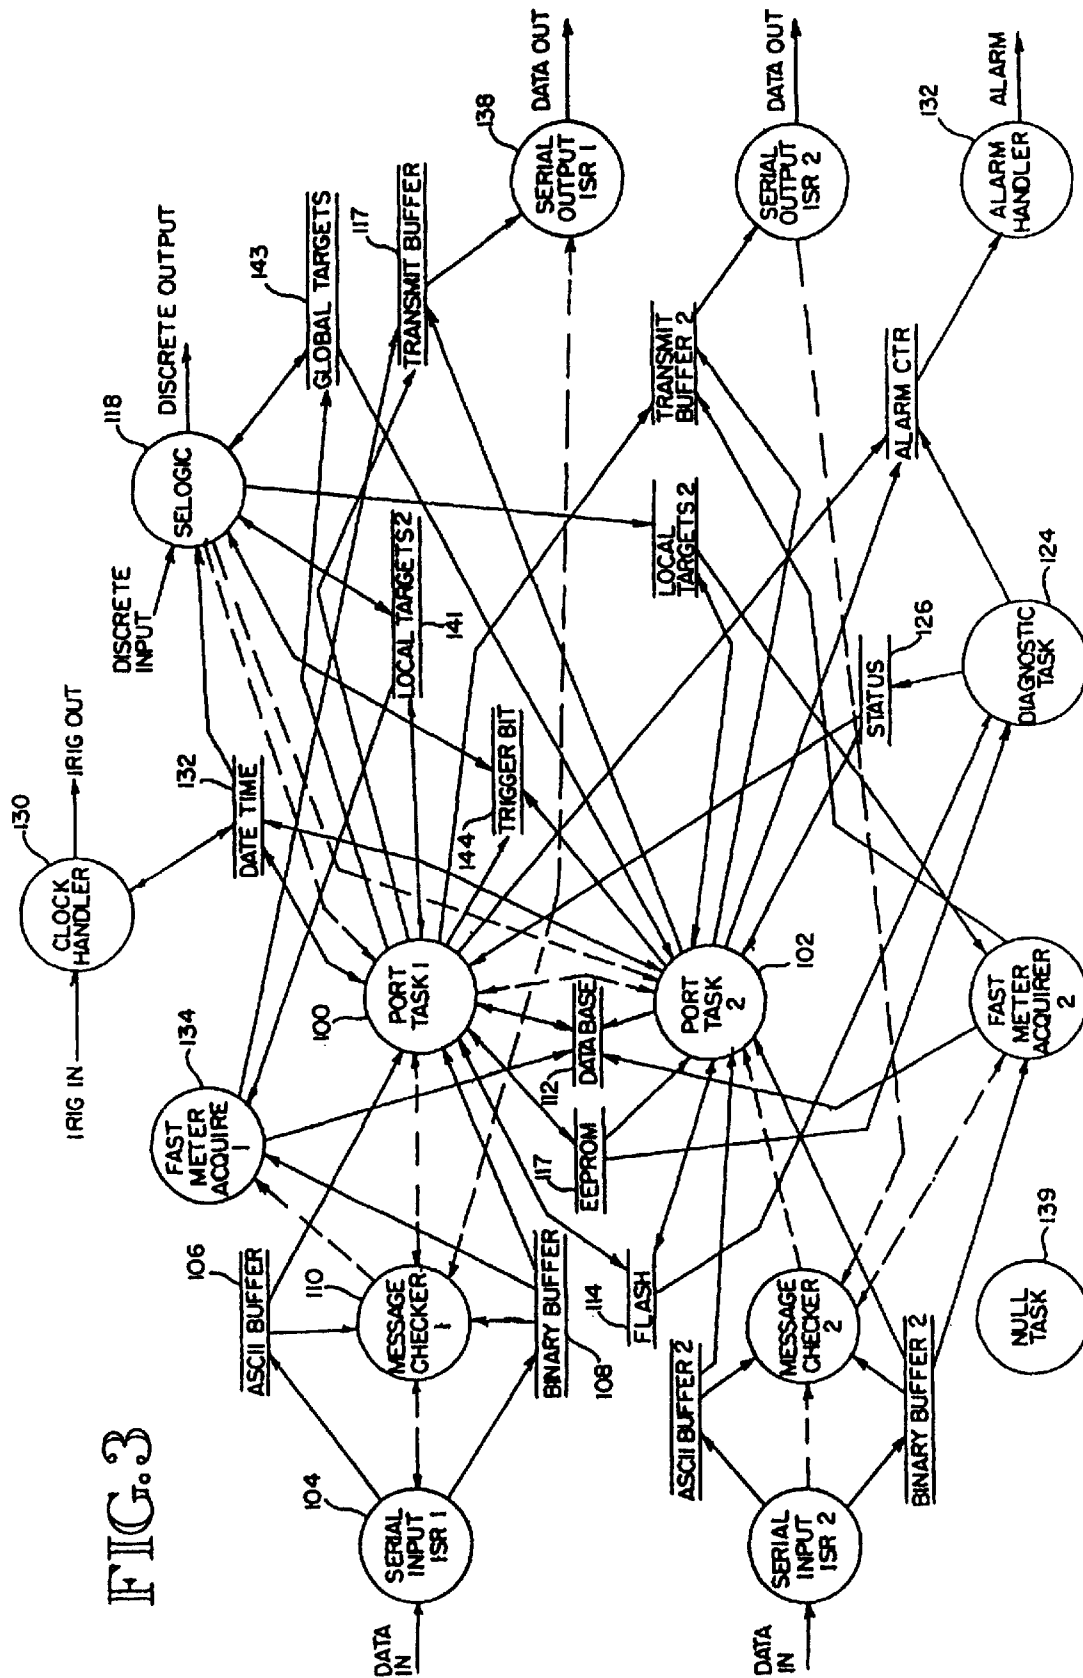 FIG.3
IRIG IN
CLOCK
HANDLER
130
IRIG OUT
DATE TIME
132
DISCRETE
INPUT
SELOGIC
118
DISCRETE OUTPUT
FAST
METER
ACQUIRE
1
134
GLOBAL TARGETS
143
TRANSMIT BUFFER
117
LOCAL TARGETS 2
141
ASCII BUFFER
106
DATA
IN
SERIAL
INPUT
ISR 1
104
MESSAGE
CHECKER
1
110
BINARY BUFFER
108
PORT
TASK 1
100
TRIGGER BIT
144
SERIAL
OUTPUT
ISR 1
138
DATA OUT
FLASH
114
EEPROM
117
DATABASE
112
LOCAL
TARGETS 2
TRANSMIT
BUFFER 2
ASCII BUFFER 2
DATA
IN
SERIAL
INPUT
ISR 2
MESSAGE
CHECKER
2
BINARY BUFFER 2
PORT
TASK
2
102
SERIAL
OUTPUT
ISR 2
DATA OUT
STATUS
126
ALARM CTR
NULL
TASK
139
FAST
METER
ACQUIRER
2
DIAGNOSTIC
TASK
124
ALARM
HANDLER
132
ALARM